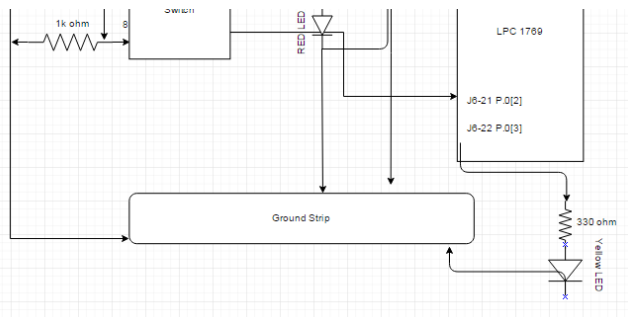 Switch
1k ohm
8
RED LED
LPC 1769
J6-21 P.0[2]
J6-22 P.0[3]
Ground Strip
330 ohm
Yellow LED